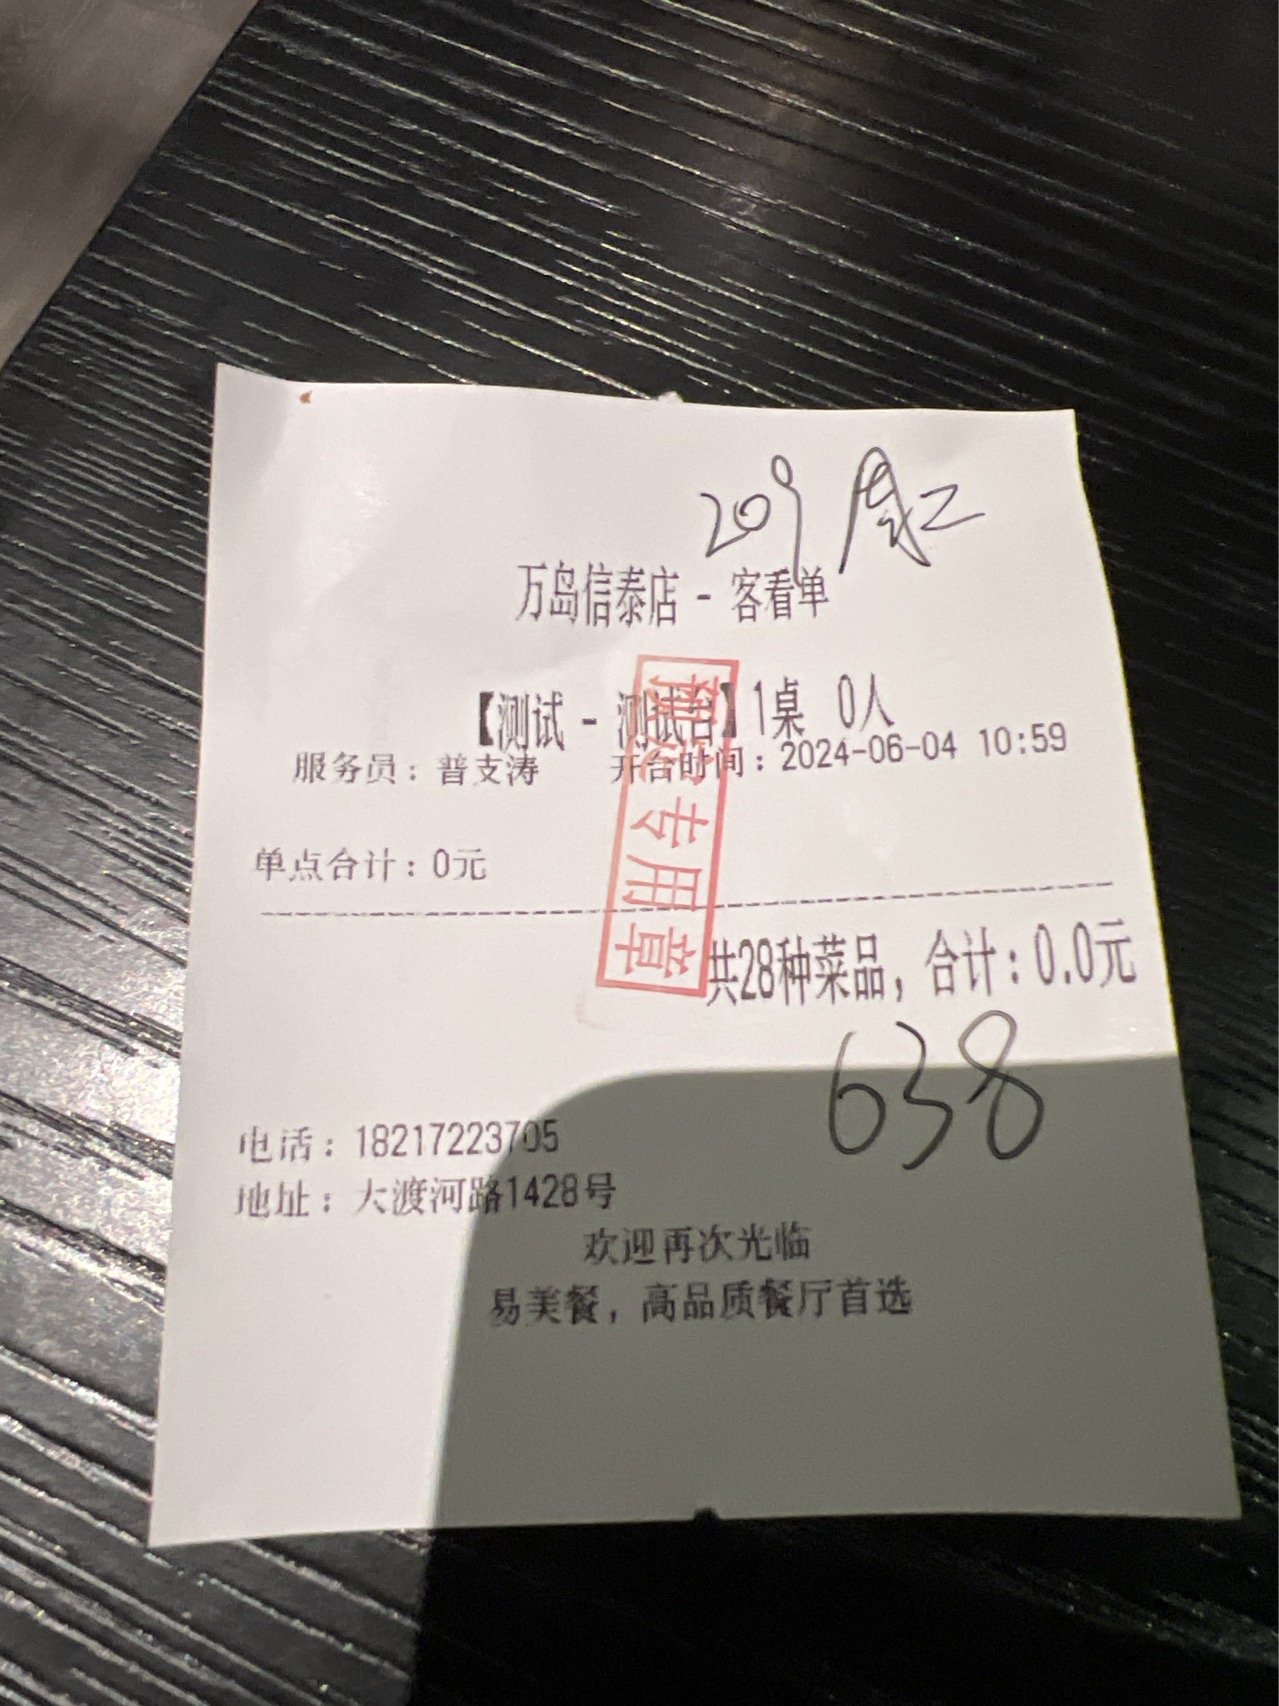 209
万岛信泰店 - 客看单
【测试 - 测试台】1桌 0人
服务员：普支涛 开台时间：2024-06-04 10:59
专用章
单点合计：0元
共28种菜品，合计：0.0元
638
电话：18217223705
地址：大渡河路1428号
欢迎再次光临
易美餐，高品质餐厅首选